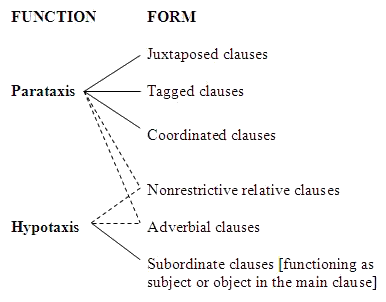 FUNCTION FORM
Juxtaposed clauses
Parataxis Tagged clauses
Coordinated clauses
Nonrestrictive relative clauses
Hypotaxis Adverbial clauses
Subordinate clauses [functioning as
subject or object in the main clause]